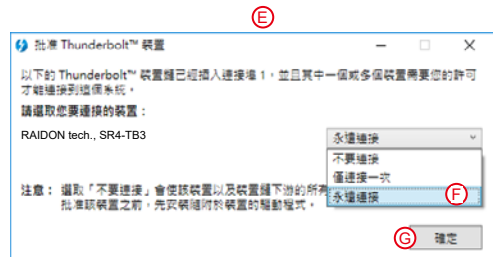 E
批准 Thunderbolt™ 裝置
以下的 Thunderbolt™ 裝置鏈已經插入連接埠 1，並且其中一個或多個裝置需要您的許可
才能連接到這個系統。
請選取您要連接的裝置：
RAIDON tech., SR4-TB3
永遠連接
不要連接
僅連接一次
永遠連接
F
注意： 選取「不要連接」會使該裝置以及裝置鏈下游的所有
批准該裝置之前，先安裝隨附於裝置的驅動程式。
G
確定